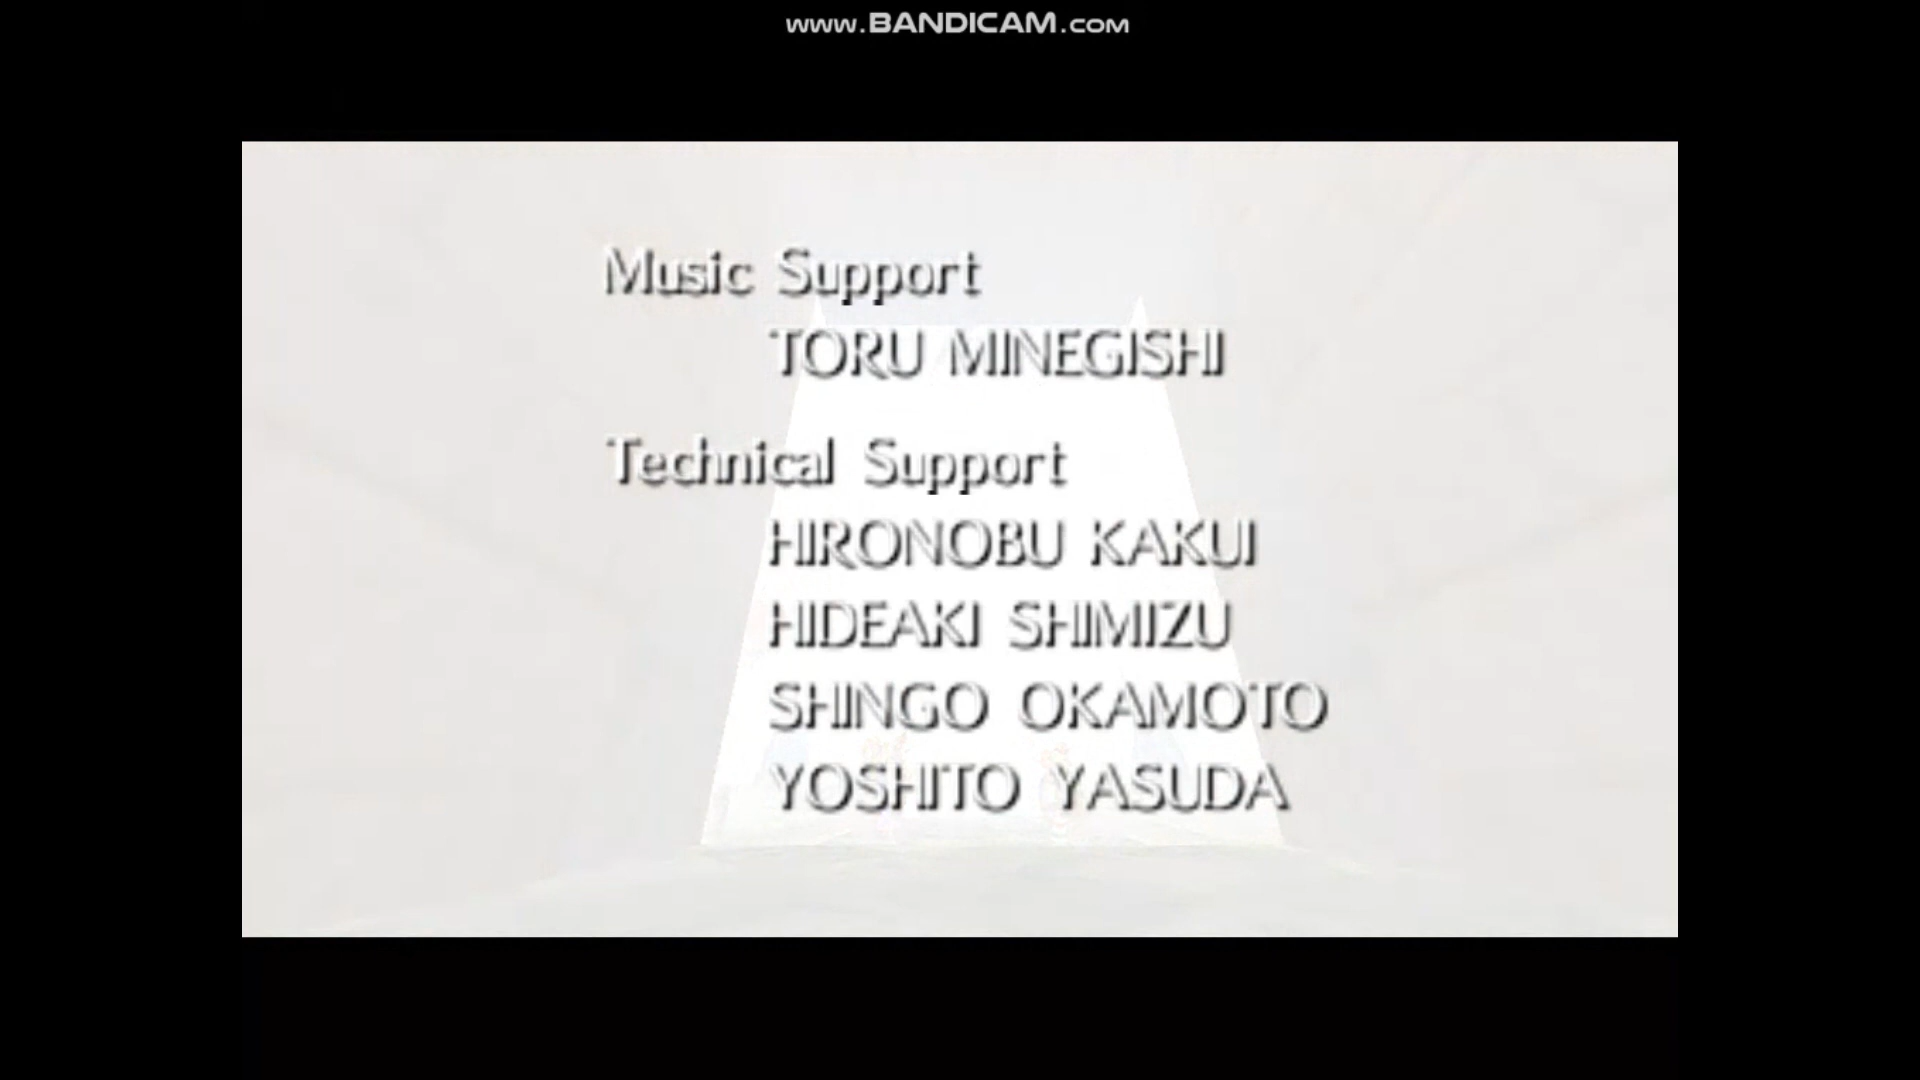 www.BANDICAM.com
Music Support
TORU MINEGISHI
Technical Support
HIRONOBU KAKUI
HIDEAKI SHIMIZU
SHINGO OKAMOTO
YOSHITO YASUDA